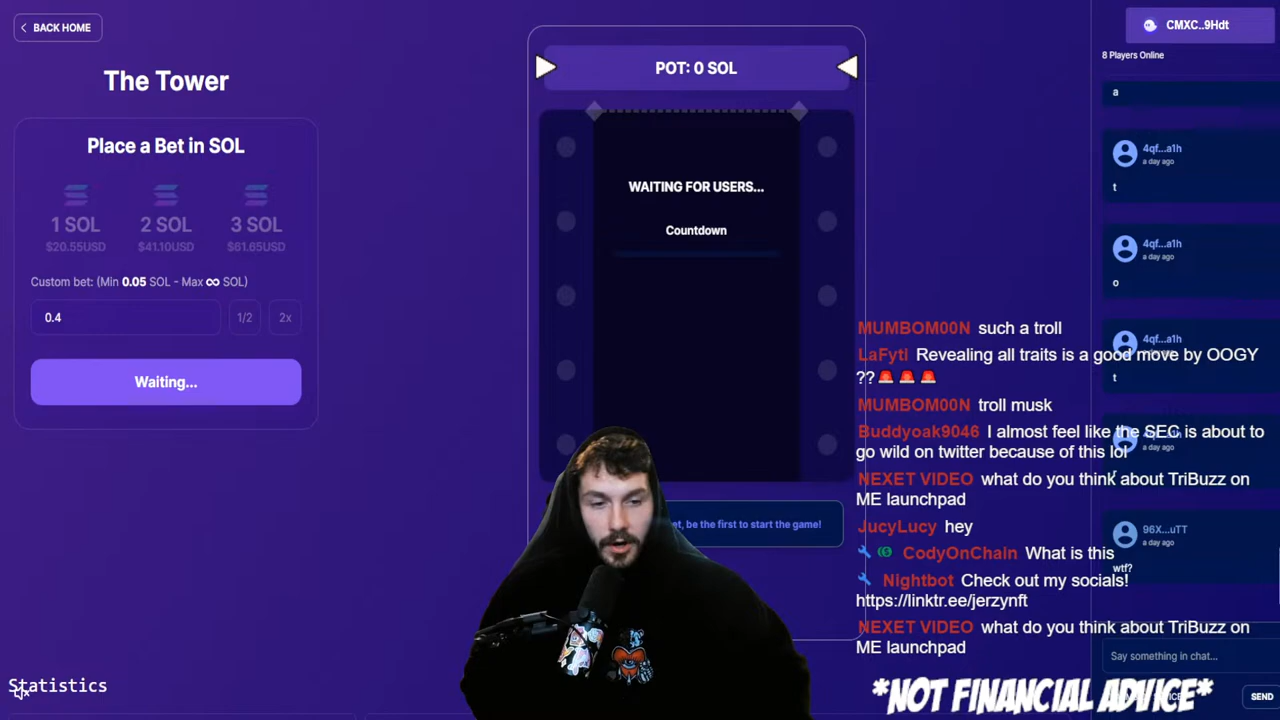 BACK HOME
The Tower
Place a Bet in SOL
1 SOL
2 SOL
3 SOL
$20.55USD
$41.10USD
$61.65USD
Custom bet: (Min 0.05 SOL - Max ∞ SOL)
0.4
1/2
2x
Waiting...
Statistics
POT: 0 SOL
WAITING FOR USERS...
Countdown
be the first to start the game!
CMXC..9Hdt
8 Players Online
a
4qf...a1h
a day ago
t
4qf...a1h
a day ago
o
4qf...a1h
a day ago
t
a day ago
r
96X...uTT
a day ago
wtf?
Say something in chat...
SEND
MUMBOM00N such a troll
LaFyti Revealing all traits is a good move by OOGY
??🚨🚨🚨
MUMBOM00N troll musk
Buddyoak9046 I almost feel like the SEC is about to
go wild on twitter because of this lol
NEXET VIDEO what do you think about TriBuzz on
ME launchpad
JucyLucy hey
CodyOnChain What is this
Nightbot Check out my socials!
https://linktr.ee/jerzynft
NEXET VIDEO what do you think about TriBuzz on
ME launchpad
*NOT FINANCIAL ADVICE*